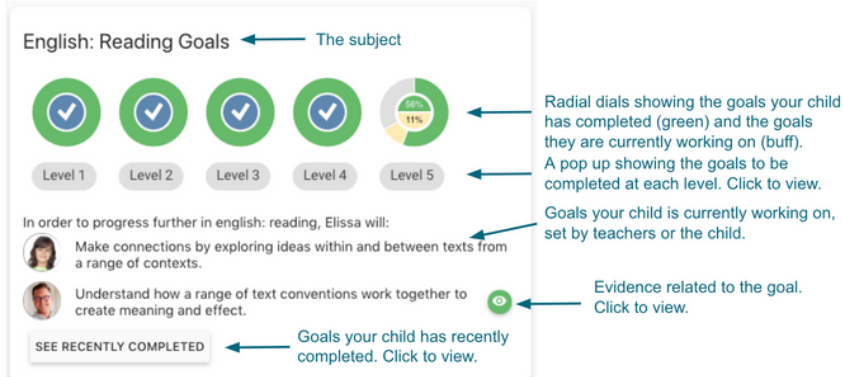 English: Reading Goals
The subject
56%
11%
Radial dials showing the goals your child
has completed (green) and the goals
they are currently working on (buff).
Level 1
Level 2
Level 3
Level 4
Level 5
A pop up showing the goals to be
completed at each level. Click to view.
In order to progress further in english: reading, Elissa will:
Goals your child is currently working on,
set by teachers or the child.
Make connections by exploring ideas within and between texts from
a range of contexts.
Understand how a range of text conventions work together to
create meaning and effect.
Evidence related to the goal.
Click to view.
SEE RECENTLY COMPLETED
Goals your child has recently
completed. Click to view.